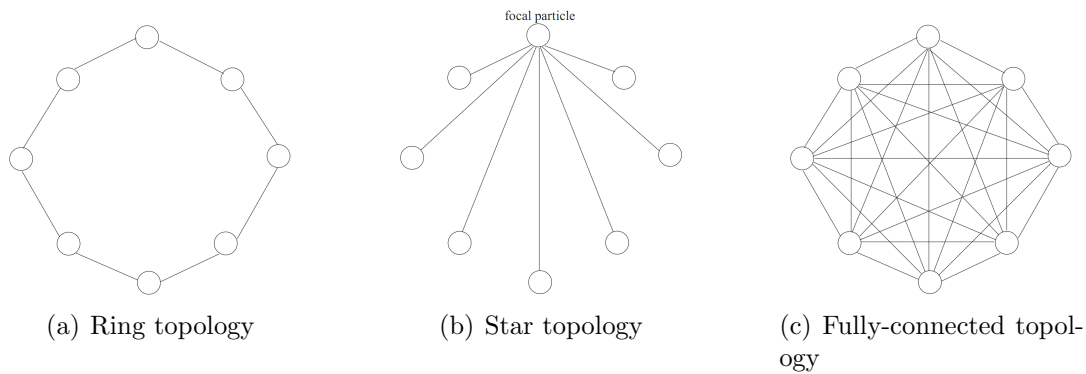 focal particle
(a) Ring topology
(b) Star topology
(c) Fully-connected topol-
ogy